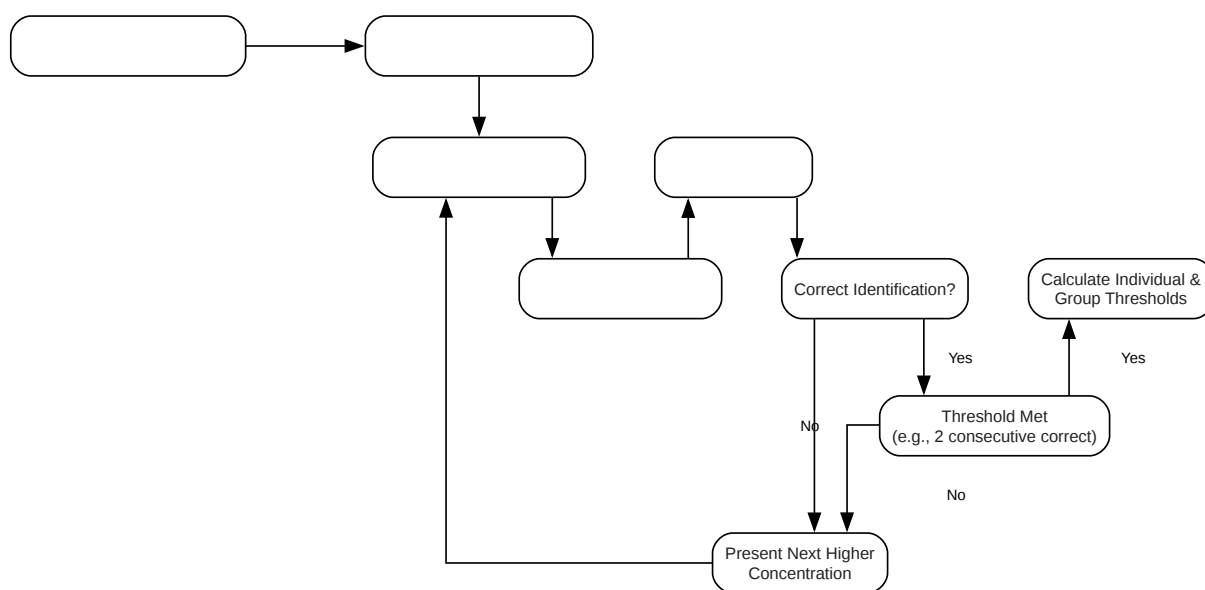 Correct Identification?
Calculate Individual &
Group Thresholds
Yes
Yes
Threshold Met
(e.g., 2 consecutive correct)
No
No
Present Next Higher
Concentration